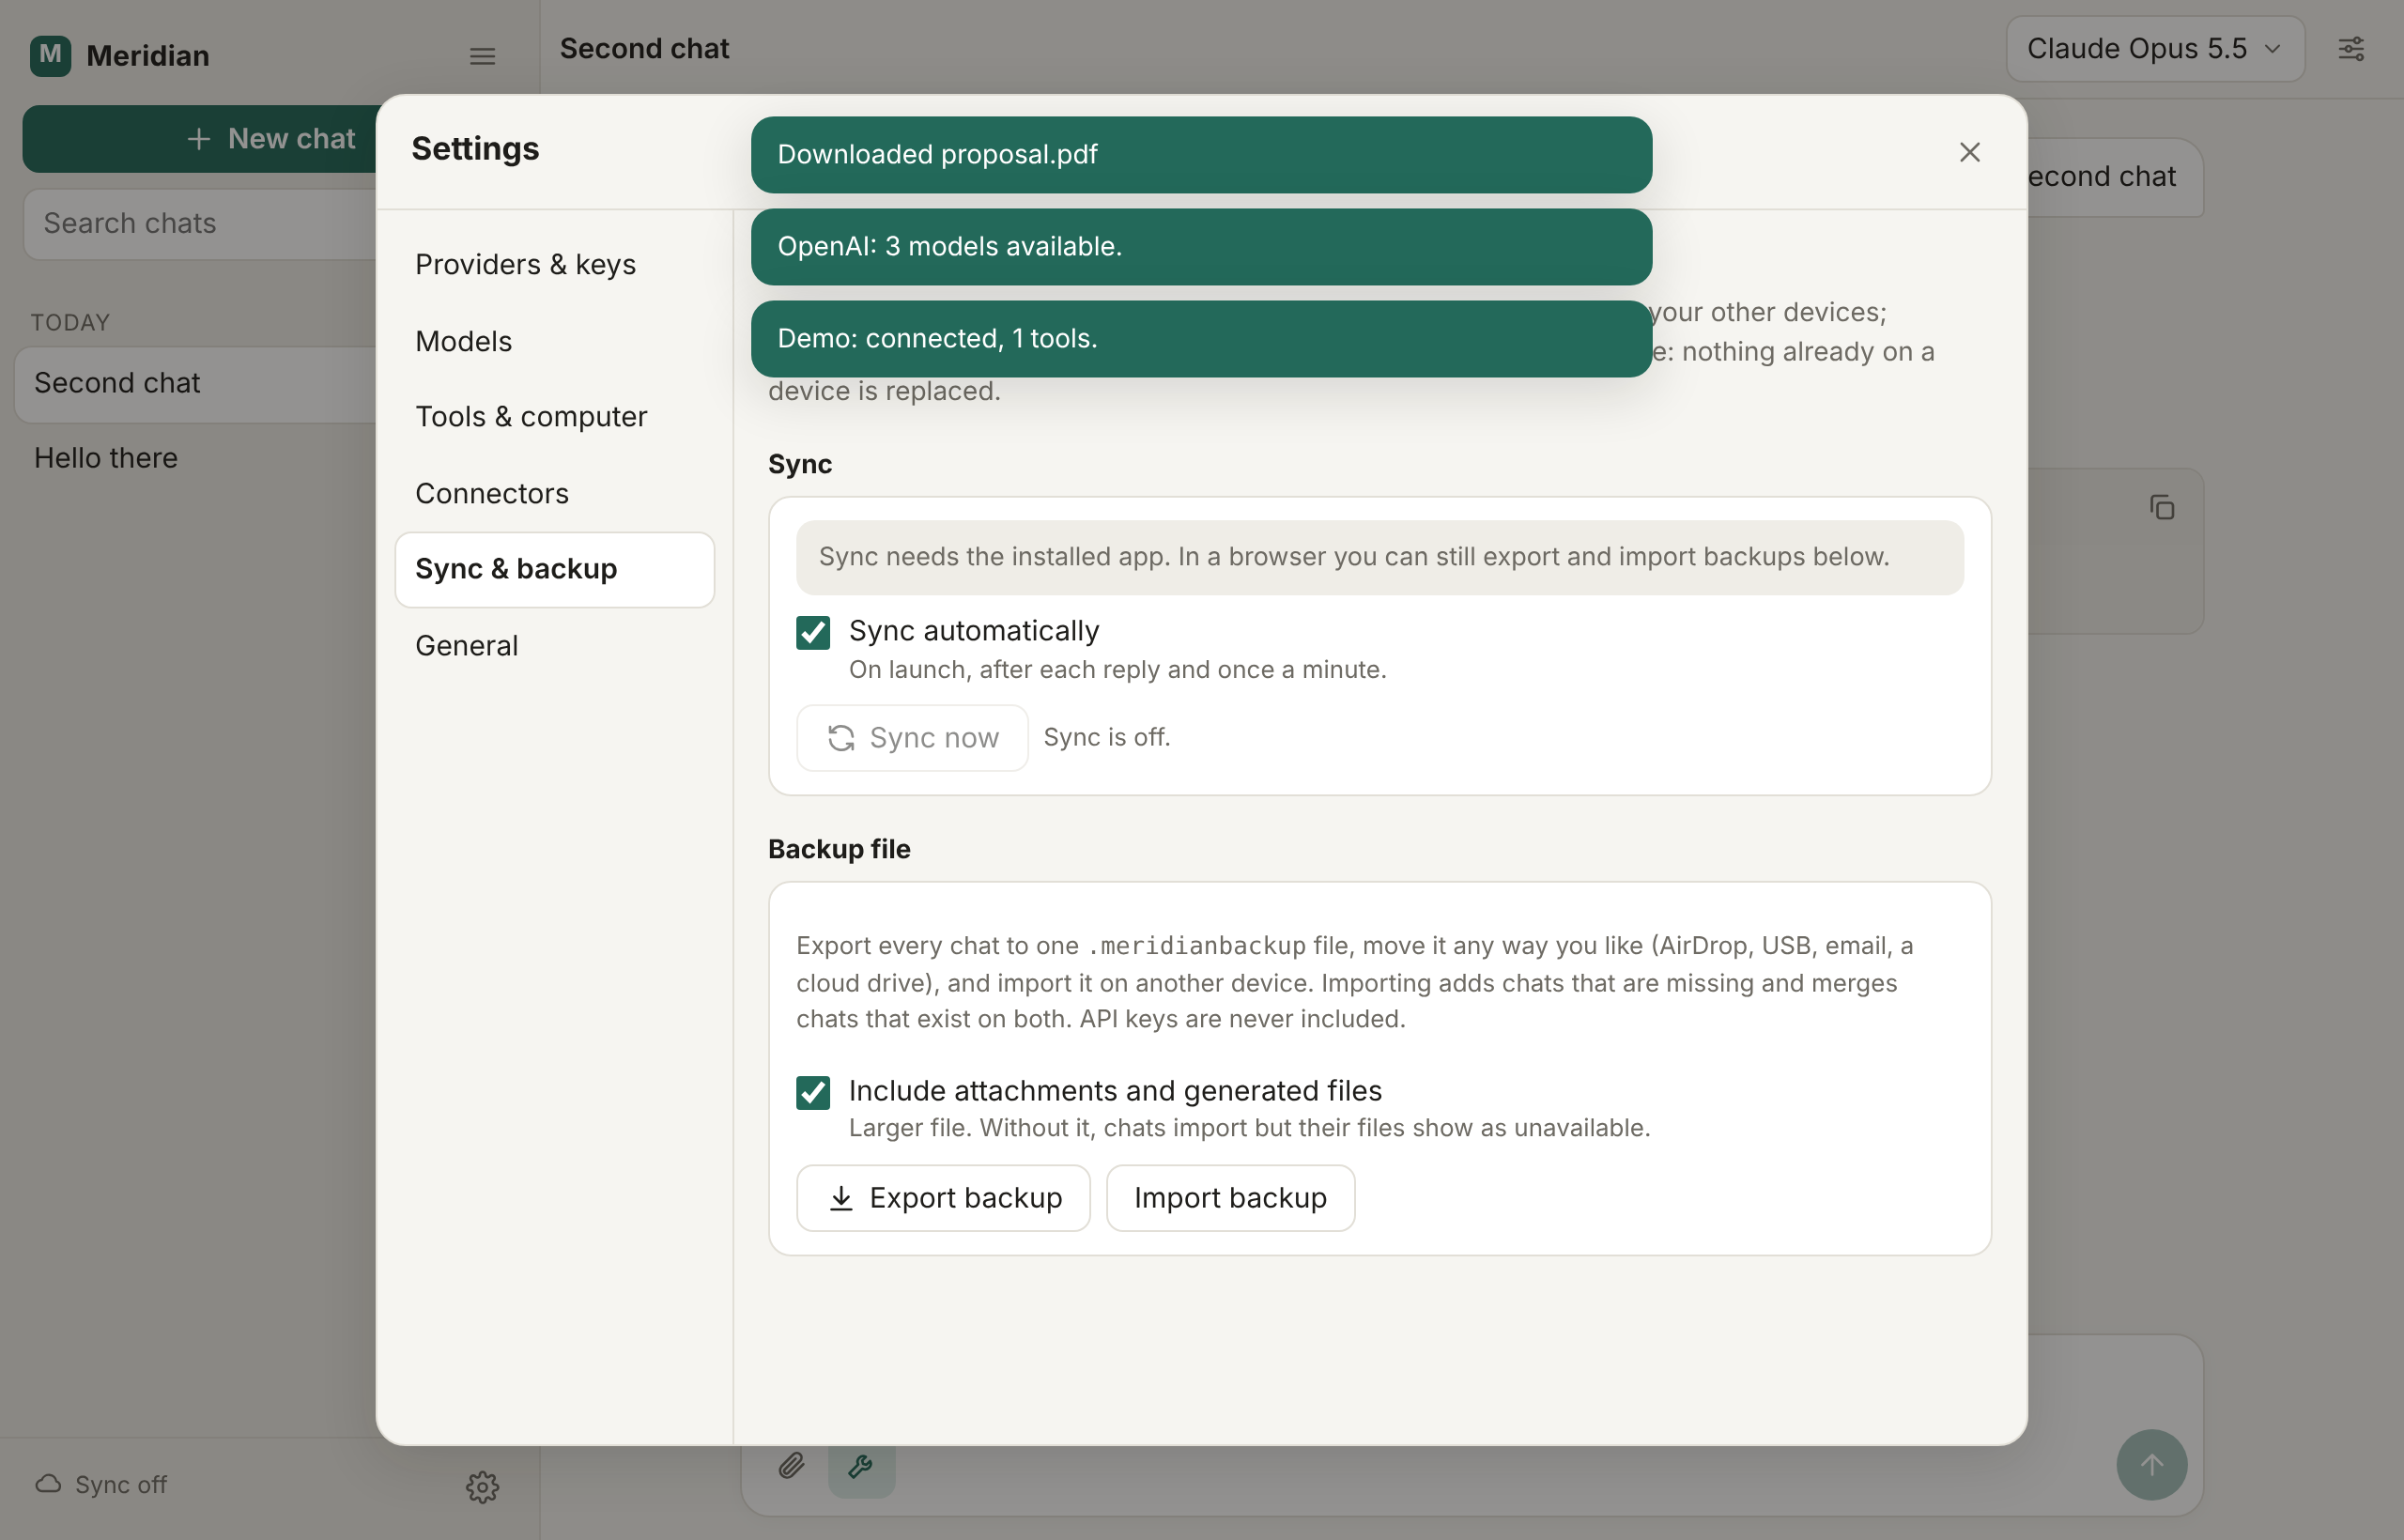 M Meridian
New chat
Search chats
TODAY
Second chat
Hello there
Sync off
Second chat
Claude Opus 5.5
econd chat
Settings
Downloaded proposal.pdf
OpenAI: 3 models available.
Demo: connected, 1 tools.
Providers & keys
Models
Tools & computer
Connectors
Sync & backup
General
your other devices;
e: nothing already on a
device is replaced.
Sync
Sync needs the installed app. In a browser you can still export and import backups below.
Sync automatically
On launch, after each reply and once a minute.
Sync now Sync is off.
Backup file
Export every chat to one .meridianbackup file, move it any way you like (AirDrop, USB, email, a
cloud drive), and import it on another device. Importing adds chats that are missing and merges
chats that exist on both. API keys are never included.
Include attachments and generated files
Larger file. Without it, chats import but their files show as unavailable.
Export backup Import backup